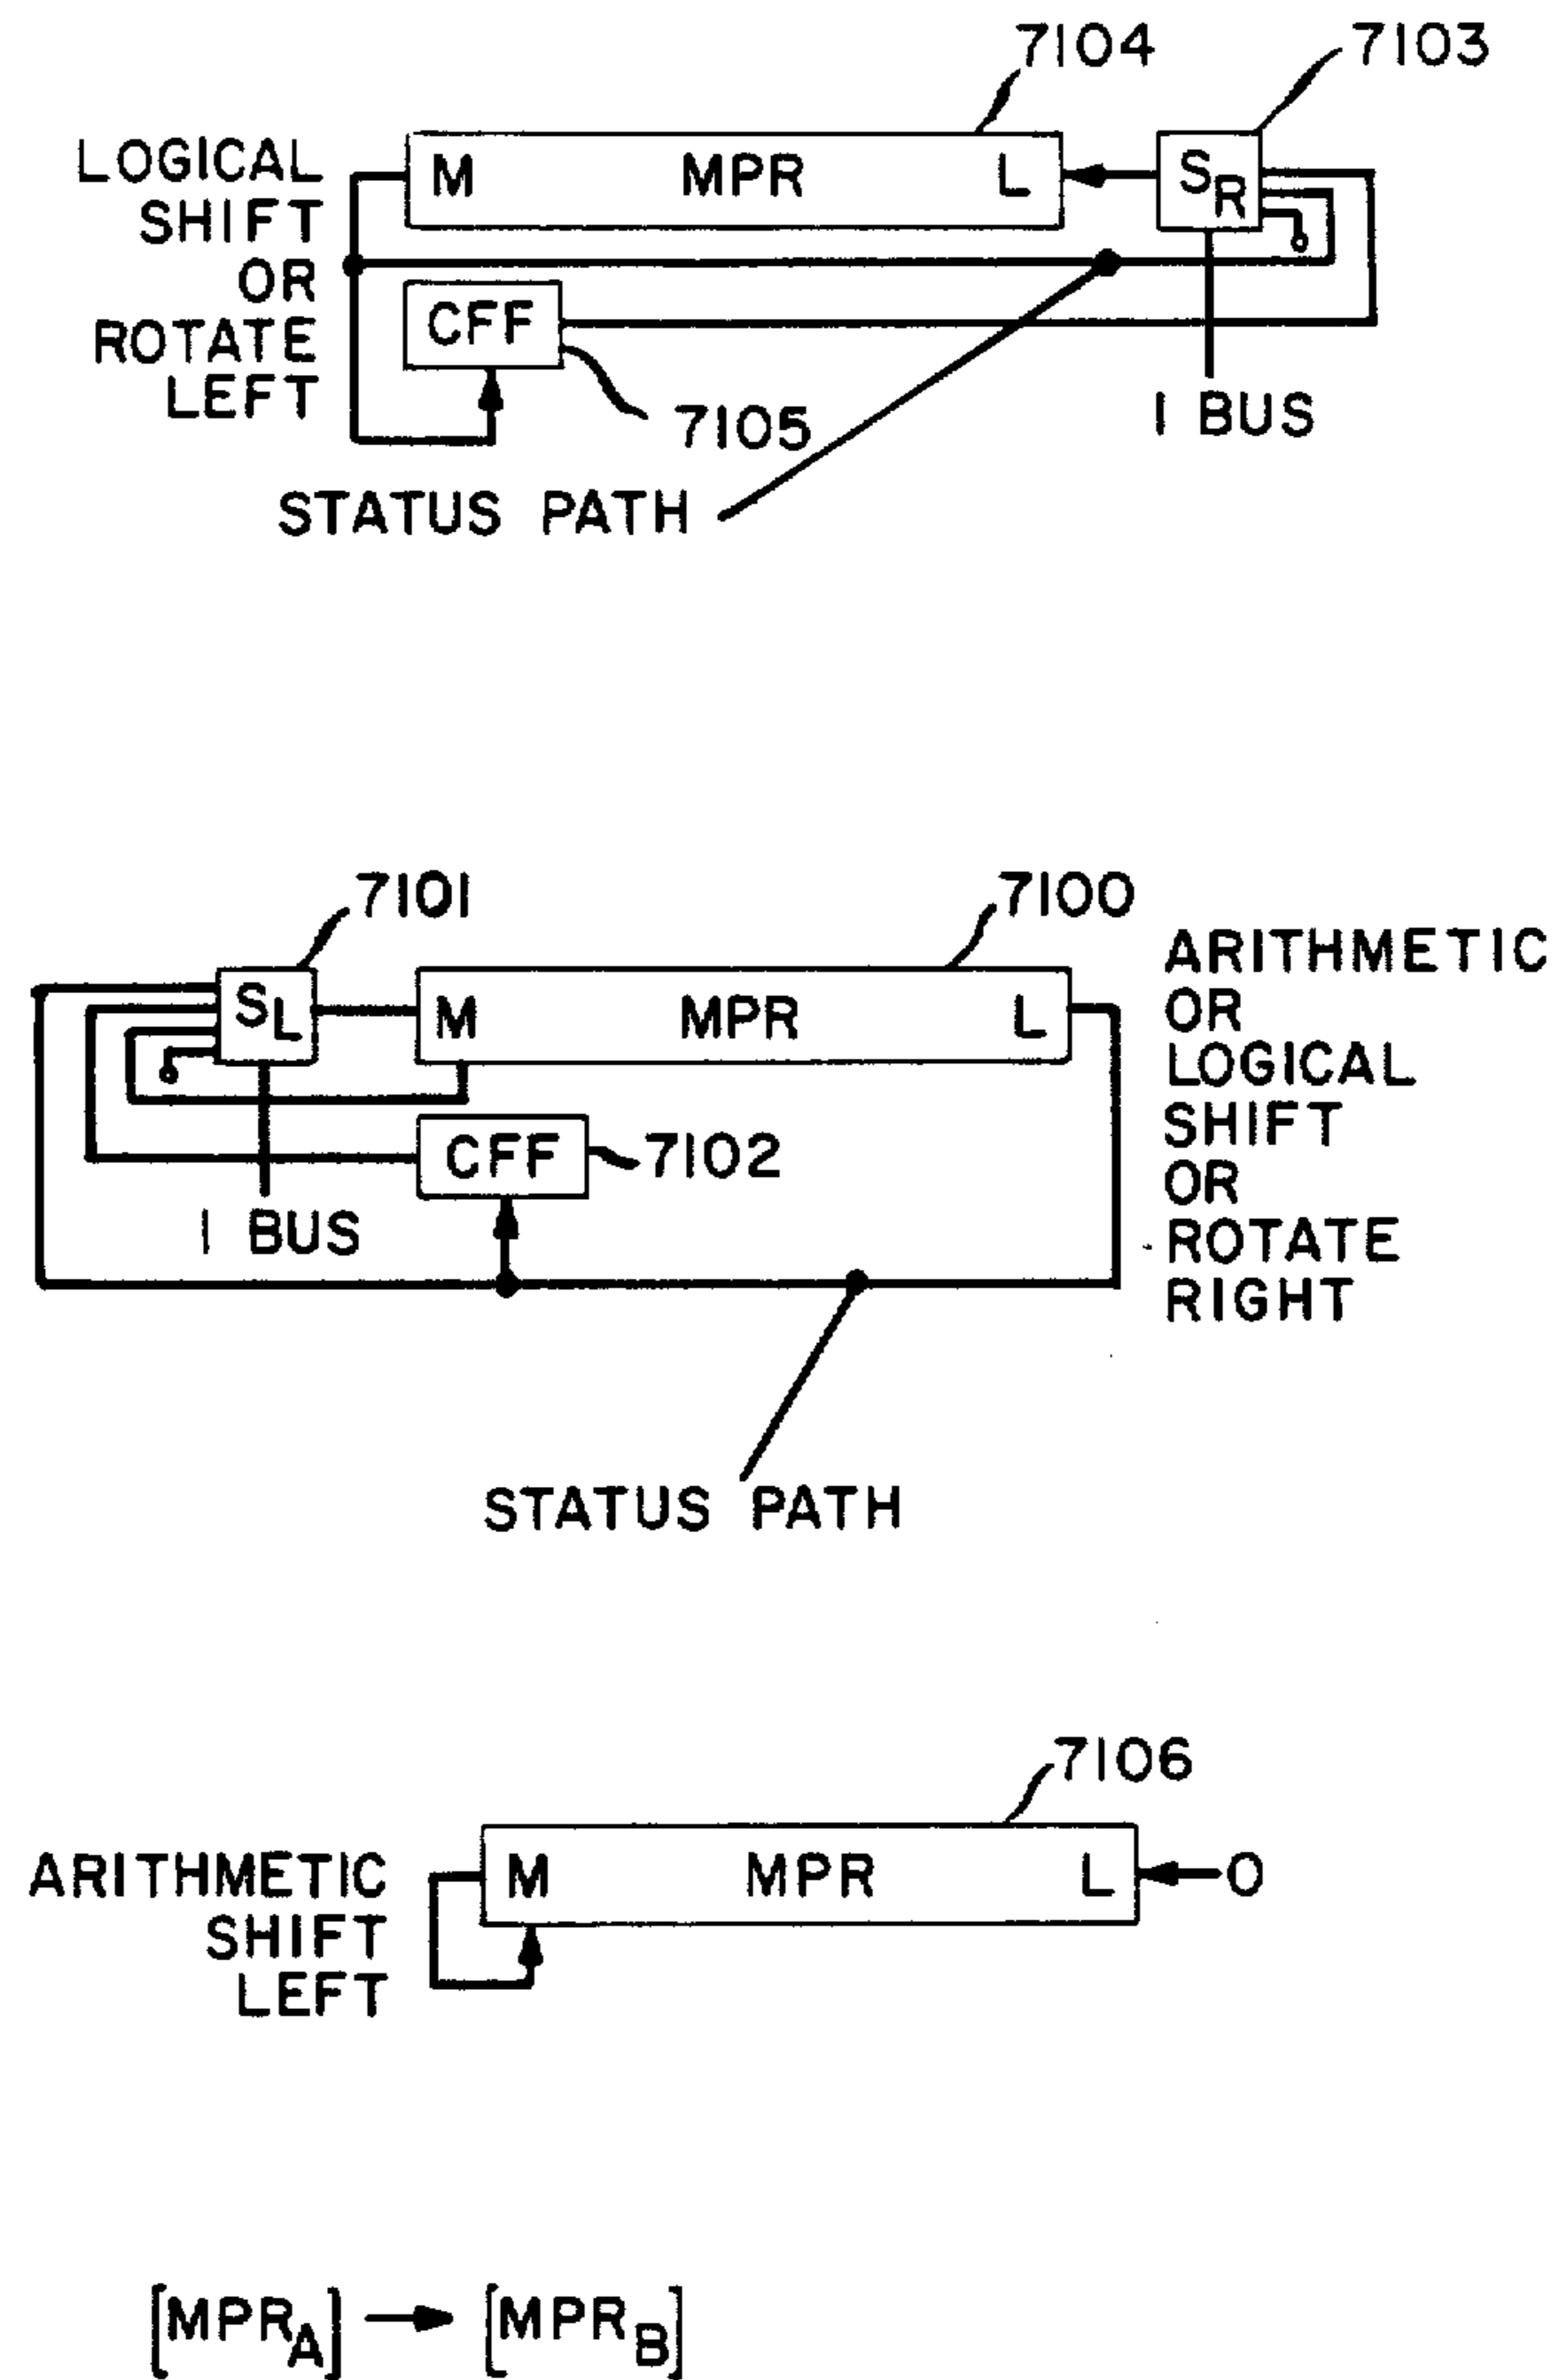 7104
7103
LOGICAL
SHIFT
OR
ROTATE
LEFT
M MPR L
SR
CFF
7105
I BUS
STATUS PATH
7101
7100
SL
M MPR L
ARITHMETIC
OR
LOGICAL
SHIFT
OR
ROTATE
RIGHT
CFF
7102
I BUS
STATUS PATH
7106
ARITHMETIC
SHIFT
LEFT
M MPR L
0
[MPRA] → [MPRB]